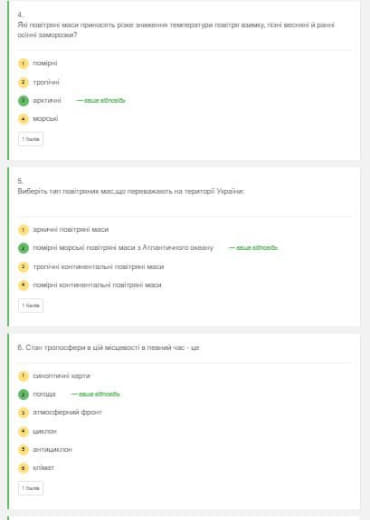 4.
Які повітряні маси приносять різке зниження температури повітря взимку, пізні весняні й ранні
осінні заморозки?
1 помірні
2 тропічні
3 арктичні — ваша відповідь
4 морські
1 балів
5.
Виберіть тип повітряних мас,що переважають на території України:
1 аркичні повітряні маси
2 помірні морські повітряні маси з Атлантичного океану — ваша відповідь
3 тропічні континентальні повітряні маси
4 помірні континентальні повітряні маси
1 балів
6. Стан тропосфери в цій місцевості в певний час - це
1 синоптичні карти
2 погода — ваша відповідь
3 атмосферний фронт
4 циклон
5 антициклон
6 клімат
1 балів